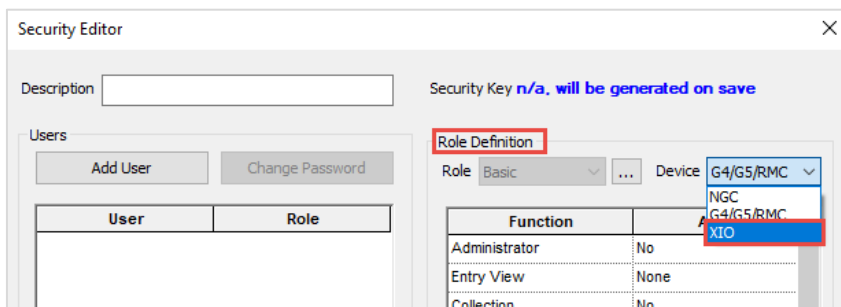 Security Editor
Description
Security Key n/a, will be generated on save
Users
Add User
Change Password
User
Role
Role Definition
Role Basic ... Device G4/G5/RMC
NGC
G4/G5/RMC
XIO
Function
Administrator No
Entry View None
Collection No